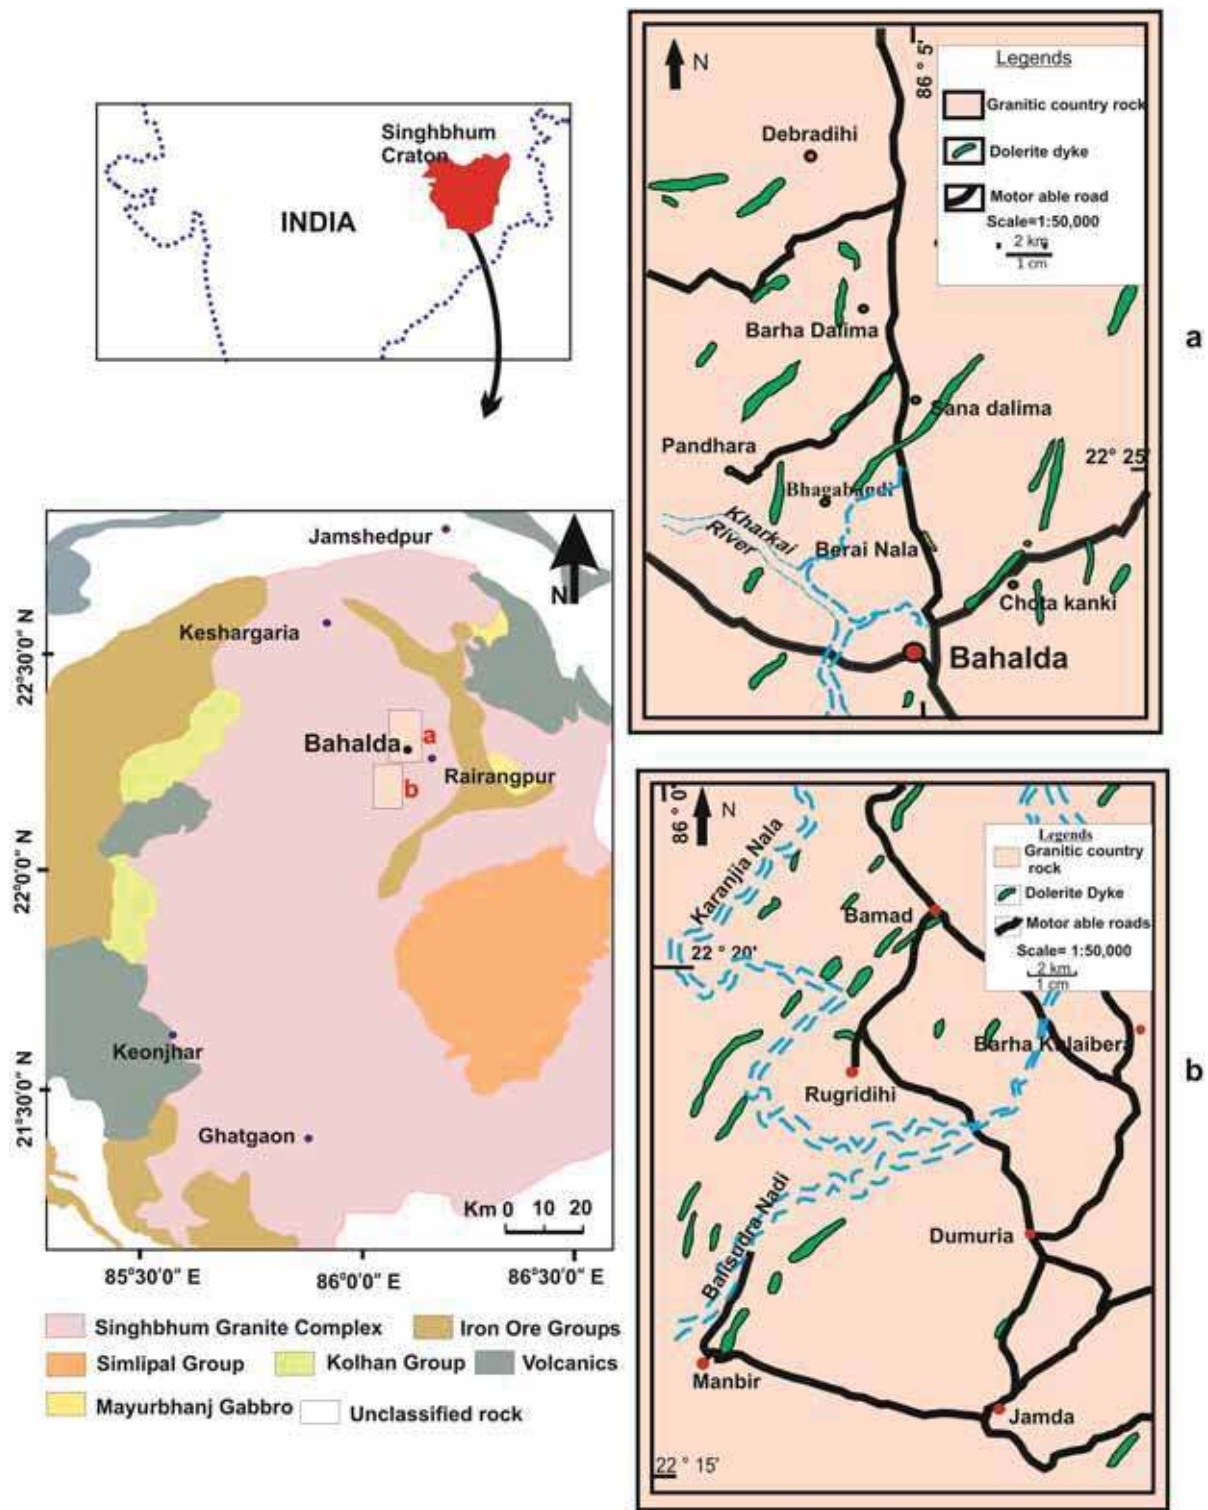 Singhbhum
Craton
INDIA
N
86 ° 5'
Legends
Granitic country rock
Dolerite dyke
Motor able road
Scale=1:50,000
2 km
1 cm
Debradihi
Barha Dalima
Sana dalima
Pandhara
22° 25'
Bhagabandi
Kharkai
River
Berai Nala
Chota kanki
Bahalda
a
Jamshedpur
N
Keshargaria
Bahalda
a
b
Rairangpur
Keonjhar
Ghatgaon
Km 0 10 20
22°30'0" N
22°0'0" N
21°30'0" N
85°30'0" E
86°0'0" E
86°30'0" E
Singhbhum Granite Complex
Iron Ore Groups
Simlipal Group
Kolhan Group
Volcanics
Mayurbhanj Gabbro
Unclassified rock
86 ° 0'
N
Karanjia Nala
Legends
Granitic country
rock
Dolerite Dyke
Motor able roads
Scale= 1:50,000
2 km
1 cm
Bamad
22 ° 20'
Barha Kalaibera
Rugridihi
Balisudra Nadi
Dumuria
Manbir
Jamda
22 ° 15'
b